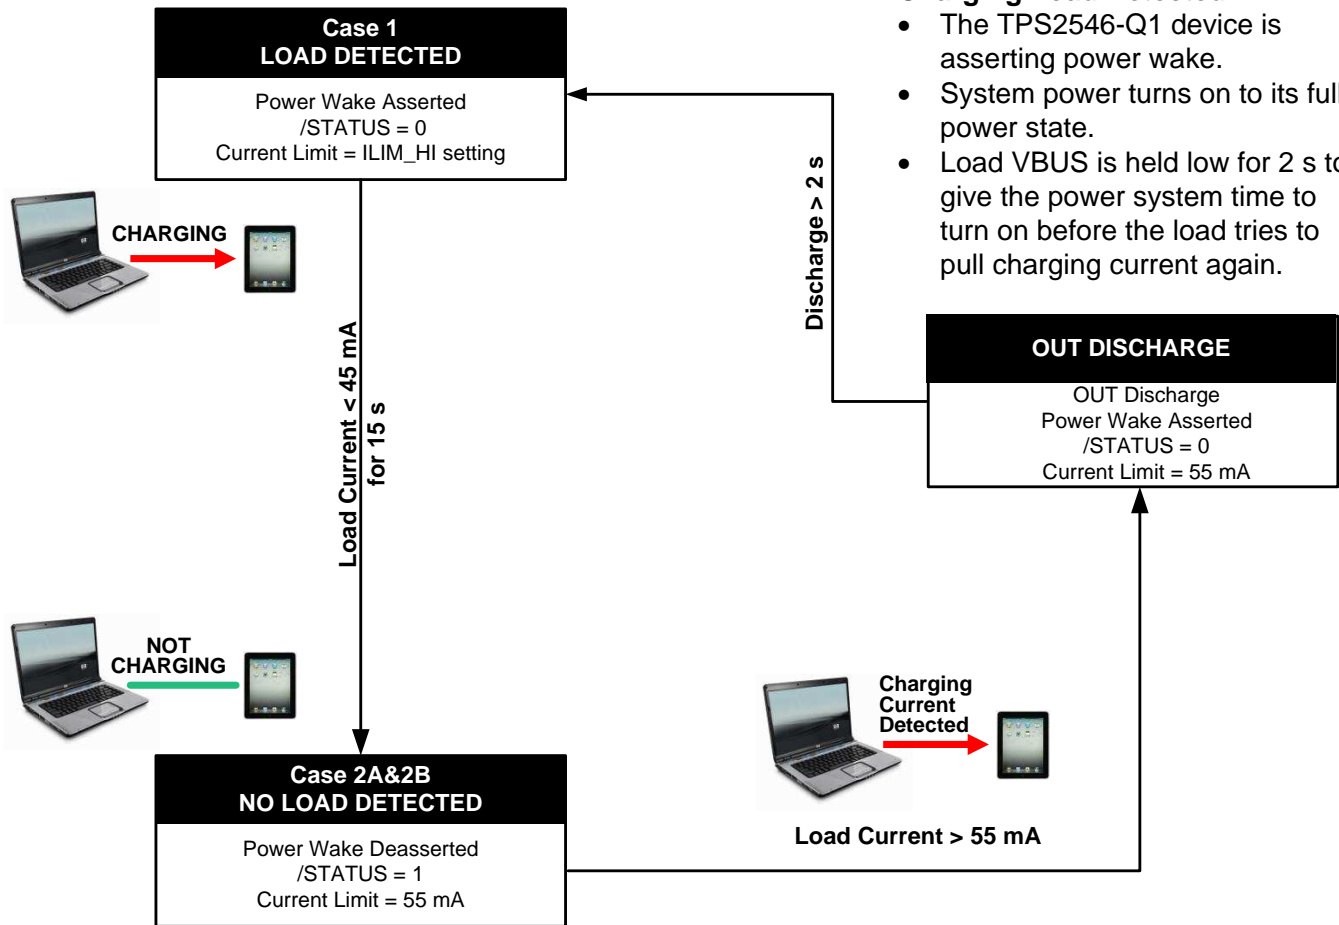 Case 1
LOAD DETECTED
Power Wake Asserted
/STATUS = 0
Current Limit = ILIM_HI setting
CHARGING
Load Current < 45 mA
for 15 s
NOT
CHARGING
Case 2A&2B
NO LOAD DETECTED
Power Wake Deasserted
/STATUS = 1
Current Limit = 55 mA
Charging
Current
Detected
Load Current > 55 mA
OUT DISCHARGE
OUT Discharge
Power Wake Asserted
/STATUS = 0
Current Limit = 55 mA
Discharge > 2 s
• The TPS2546-Q1 device is
asserting power wake.
• System power turns on to its full
power state.
• Load VBUS is held low for 2 s to
give the power system time to
turn on before the load tries to
pull charging current again.